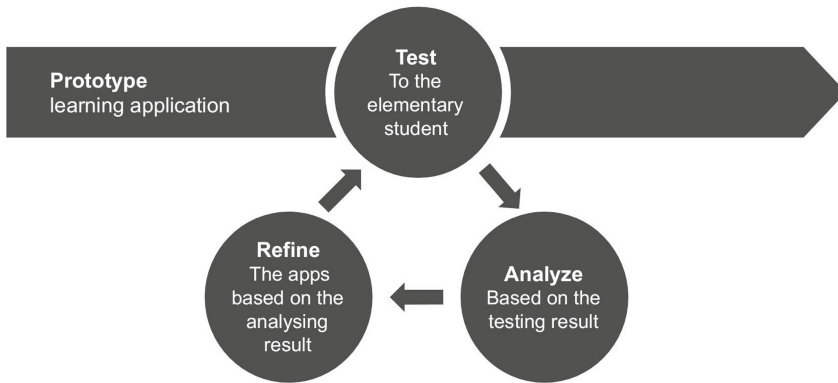 Prototype
learning application
Test
To the
elementary
student
Analyze
Based on the
testing result
Refine
The apps
based on the
analysing
result